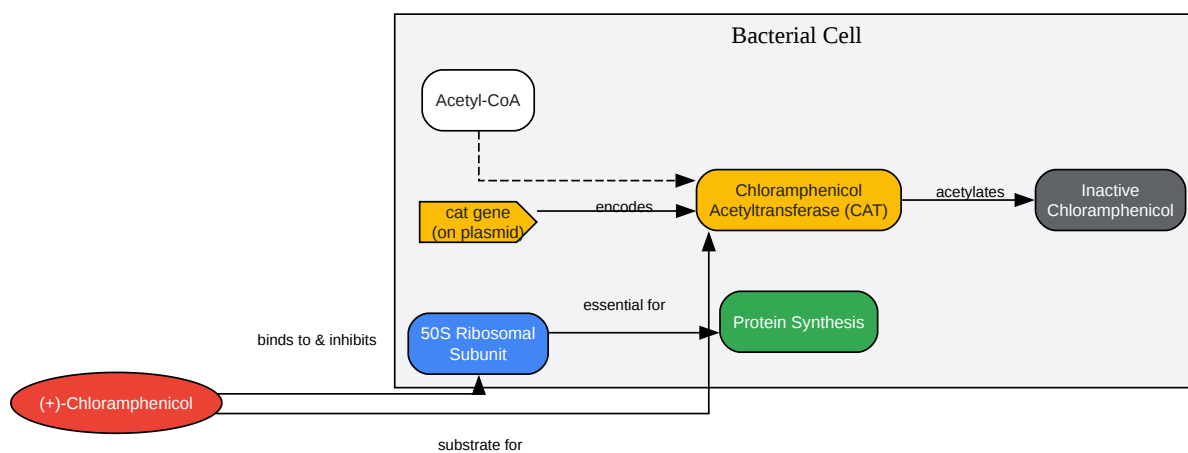 Bacterial Cell
Acetyl-CoA
Chloramphenicol
Acetyltransferase (CAT)
acetylates
Inactive
Chloramphenicol
cat gene
(on plasmid)
encodes
essential for
50S Ribosomal
Subunit
Protein Synthesis
binds to & inhibits
(+)-Chloramphenicol
substrate for